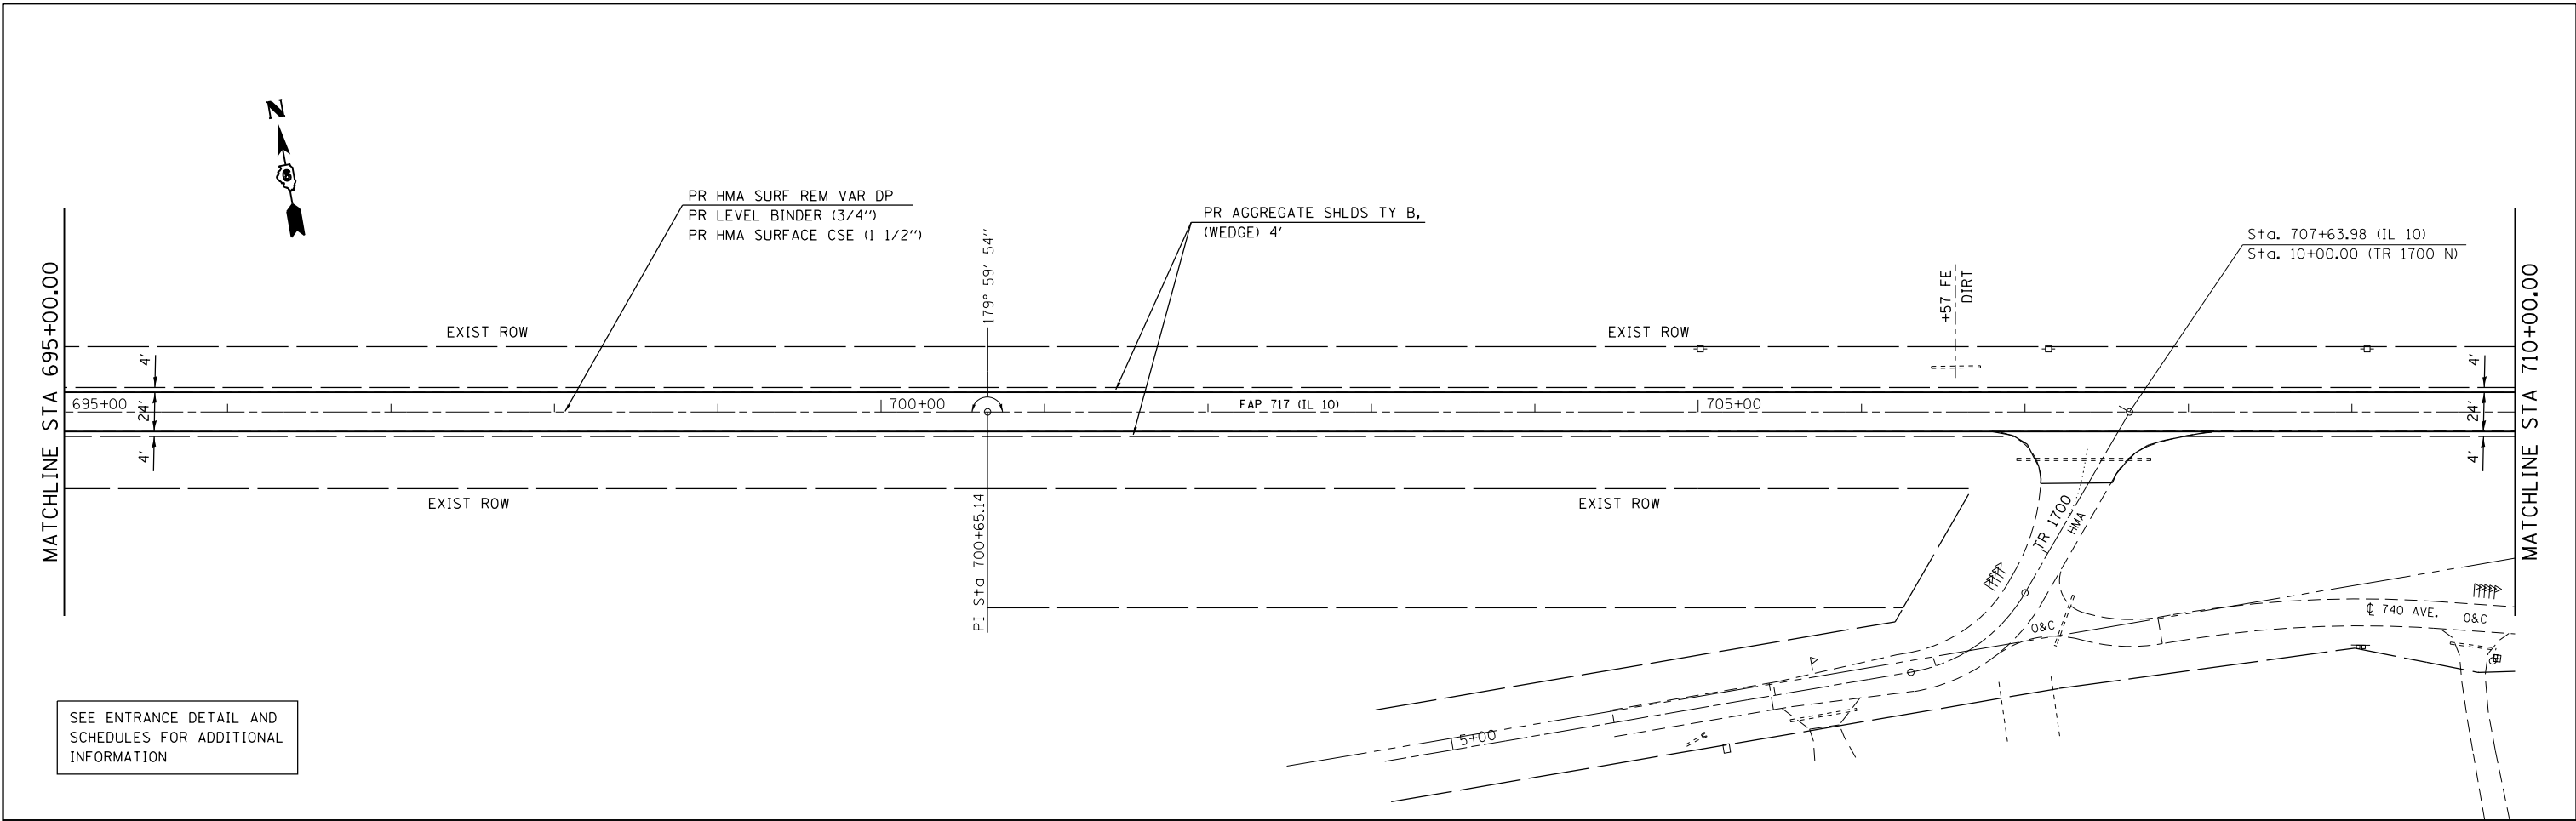 N
PR HMA SURF REM VAR DP
PR LEVEL BINDER (3/4")
PR HMA SURFACE CSE (1 1/2")
PR AGGREGATE SHLDS TY B,
(WEDGE) 4'
179° 59' 54"
Sta. 707+63.98 (IL 10)
Sta. 10+00.00 (TR 1700 N)
+57 FE
DIRT
MATCHLINE STA 695+00.00
MATCHLINE STA 710+00.00
EXIST ROW
EXIST ROW
4'
24'
4'
695+00
700+00
FAP 717 (IL 10)
705+00
4'
24'
4'
EXIST ROW
EXIST ROW
PI Sta 700+65.14
TR 1700
HMA
O&C
℄ 740 AVE.
O&C
5+00
SEE ENTRANCE DETAIL AND
SCHEDULES FOR ADDITIONAL
INFORMATION